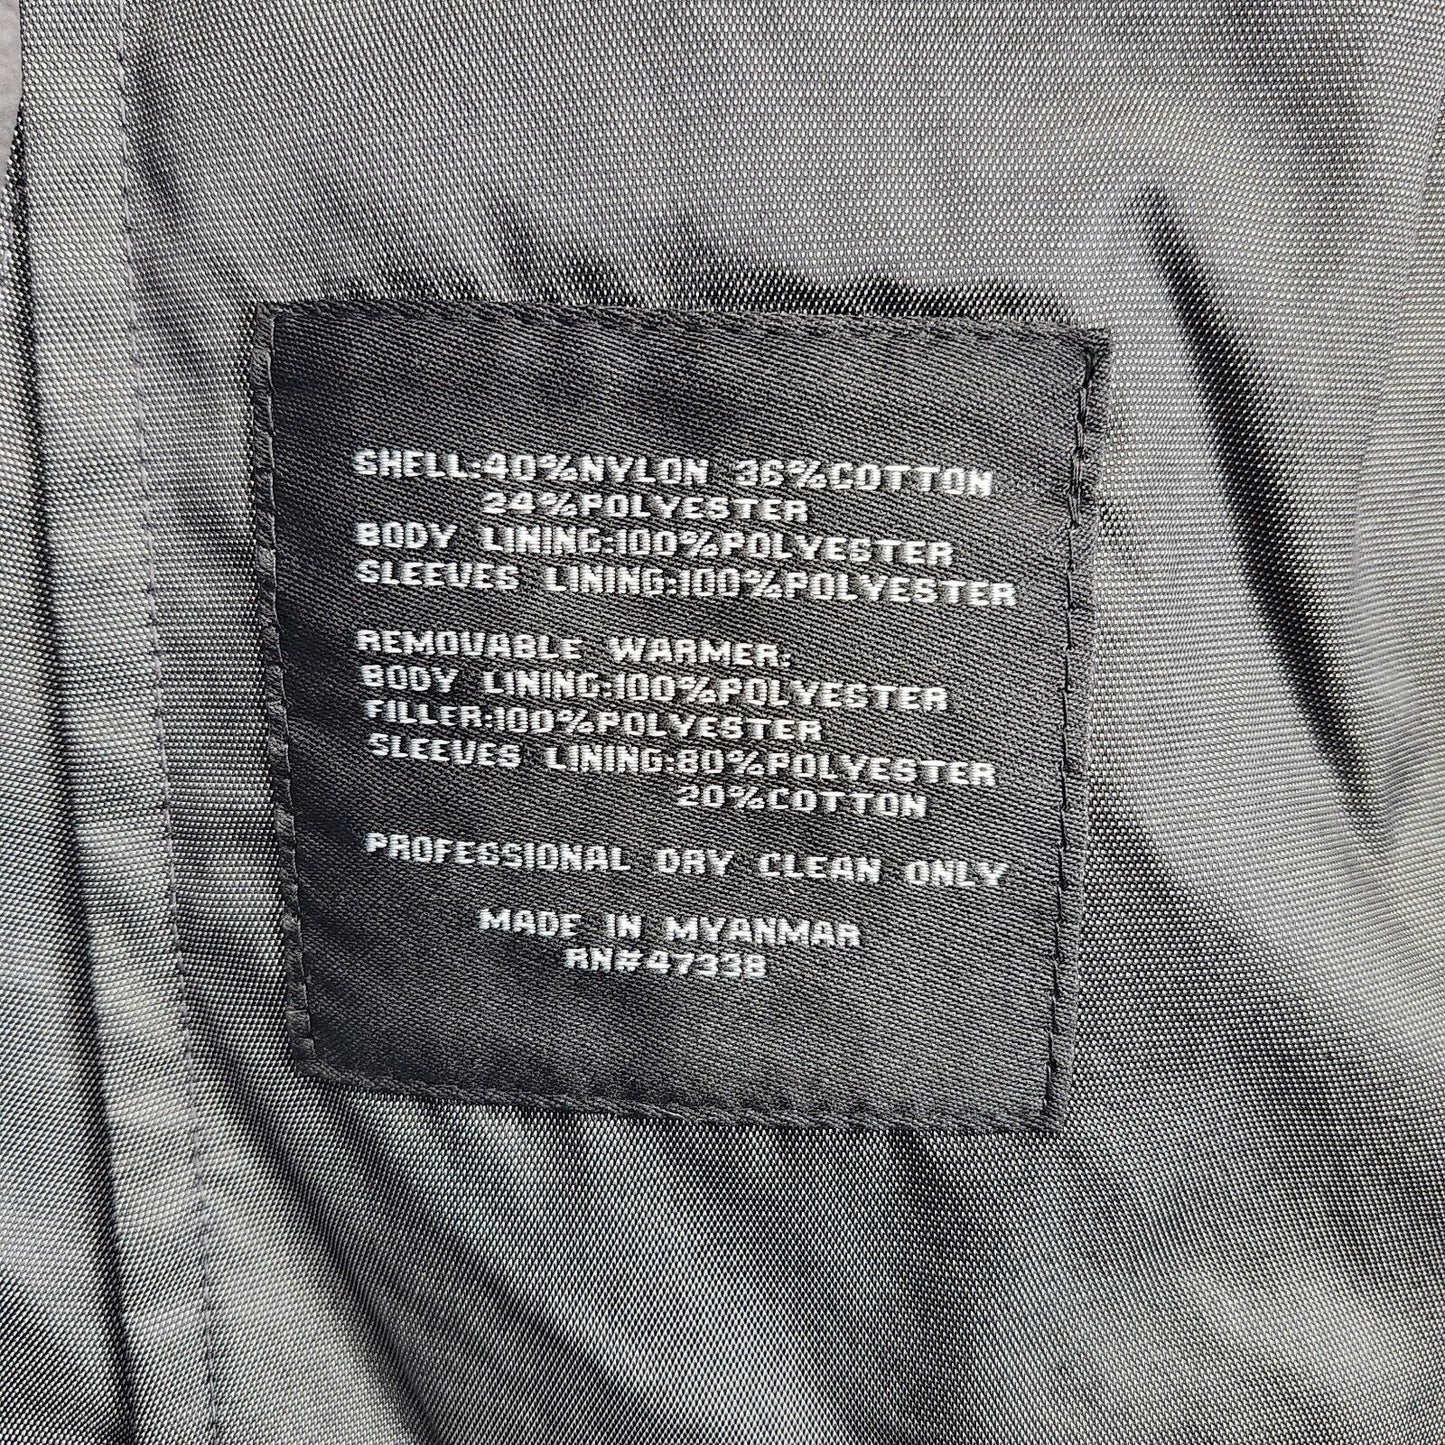 SHELL:40%NYLON 36%COTTON
24%POLYESTER
BODY LINING:100%POLYESTER
SLEEVES LINING:100%POLYESTER
REMOVABLE WARMER:
BODY LINING:100%POLYESTER
FILLER:100%POLYESTER
SLEEVES LINING:80%POLYESTER
20%COTTON
PROFESSIONAL DRY CLEAN ONLY
MADE IN MYANMAR
RN#47338